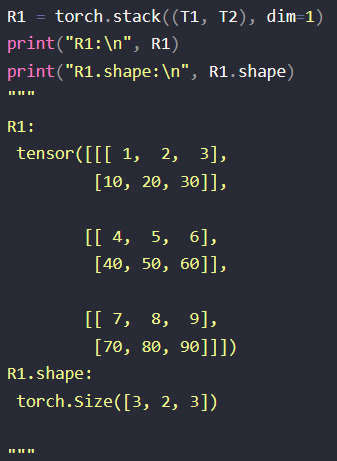 R1 = torch.stack((T1, T2), dim=1)
print("R1:\n", R1)
print("R1.shape:\n", R1.shape)
"""
R1:
 tensor([[[ 1,  2,  3],
         [10, 20, 30]],

        [[ 4,  5,  6],
         [40, 50, 60]],

        [[ 7,  8,  9],
         [70, 80, 90]]])
R1.shape:
 torch.Size([3, 2, 3])

"""